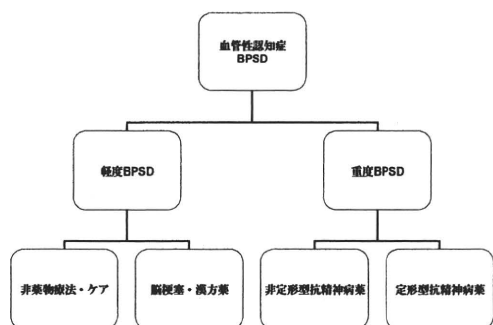 血管性認知症
BPSD
軽度BPSD
重度BPSD
非薬物療法・ケア
脳梗塞・漢方薬
非定形型抗精神病薬
定形型抗精神病薬